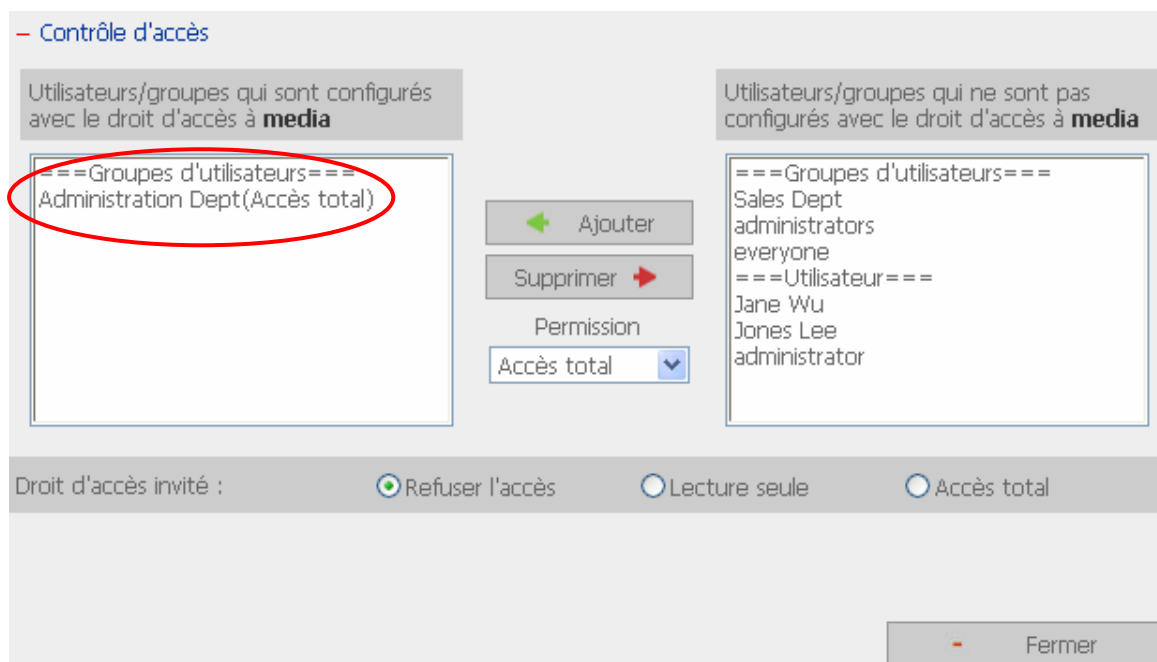 – Contrôle d'accès
Utilisateurs/groupes qui sont configurés
avec le droit d'accès à media
===Groupes d'utilisateurs===
Administration Dept(Accès total)
Ajouter
Supprimer
Permission
Accès total
Utilisateurs/groupes qui ne sont pas
configurés avec le droit d'accès à media
===Groupes d'utilisateurs===
Sales Dept
administrators
everyone
===Utilisateur===
Jane Wu
Jones Lee
administrator
Droit d'accès invité : Refuser l'accès Lecture seule Accès total
- Fermer